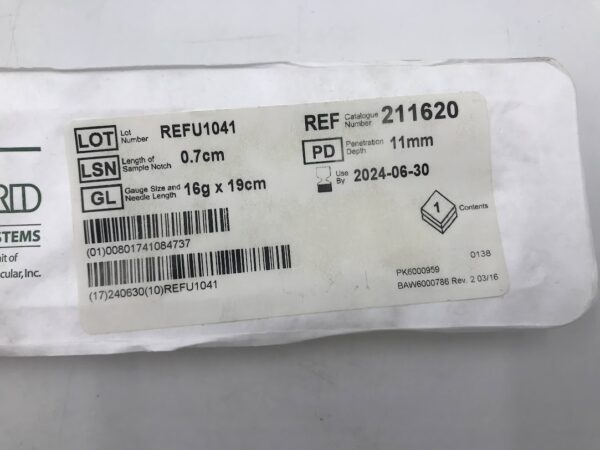 LOT Lot Number REFU1041
LSN Length of Sample Notch 0.7cm
GL Gauge Size and Needle Length 16g x 19cm
(01)00801741084737
(17)240630(10)REFU1041
REF Catalogue Number 211620
PD Penetration Depth 11mm
Use By 2024-06-30
1 Contents
0138
PK6000959
BAW6000786 Rev. 2 03/16
RD
STEMS
it of
cular, Inc.